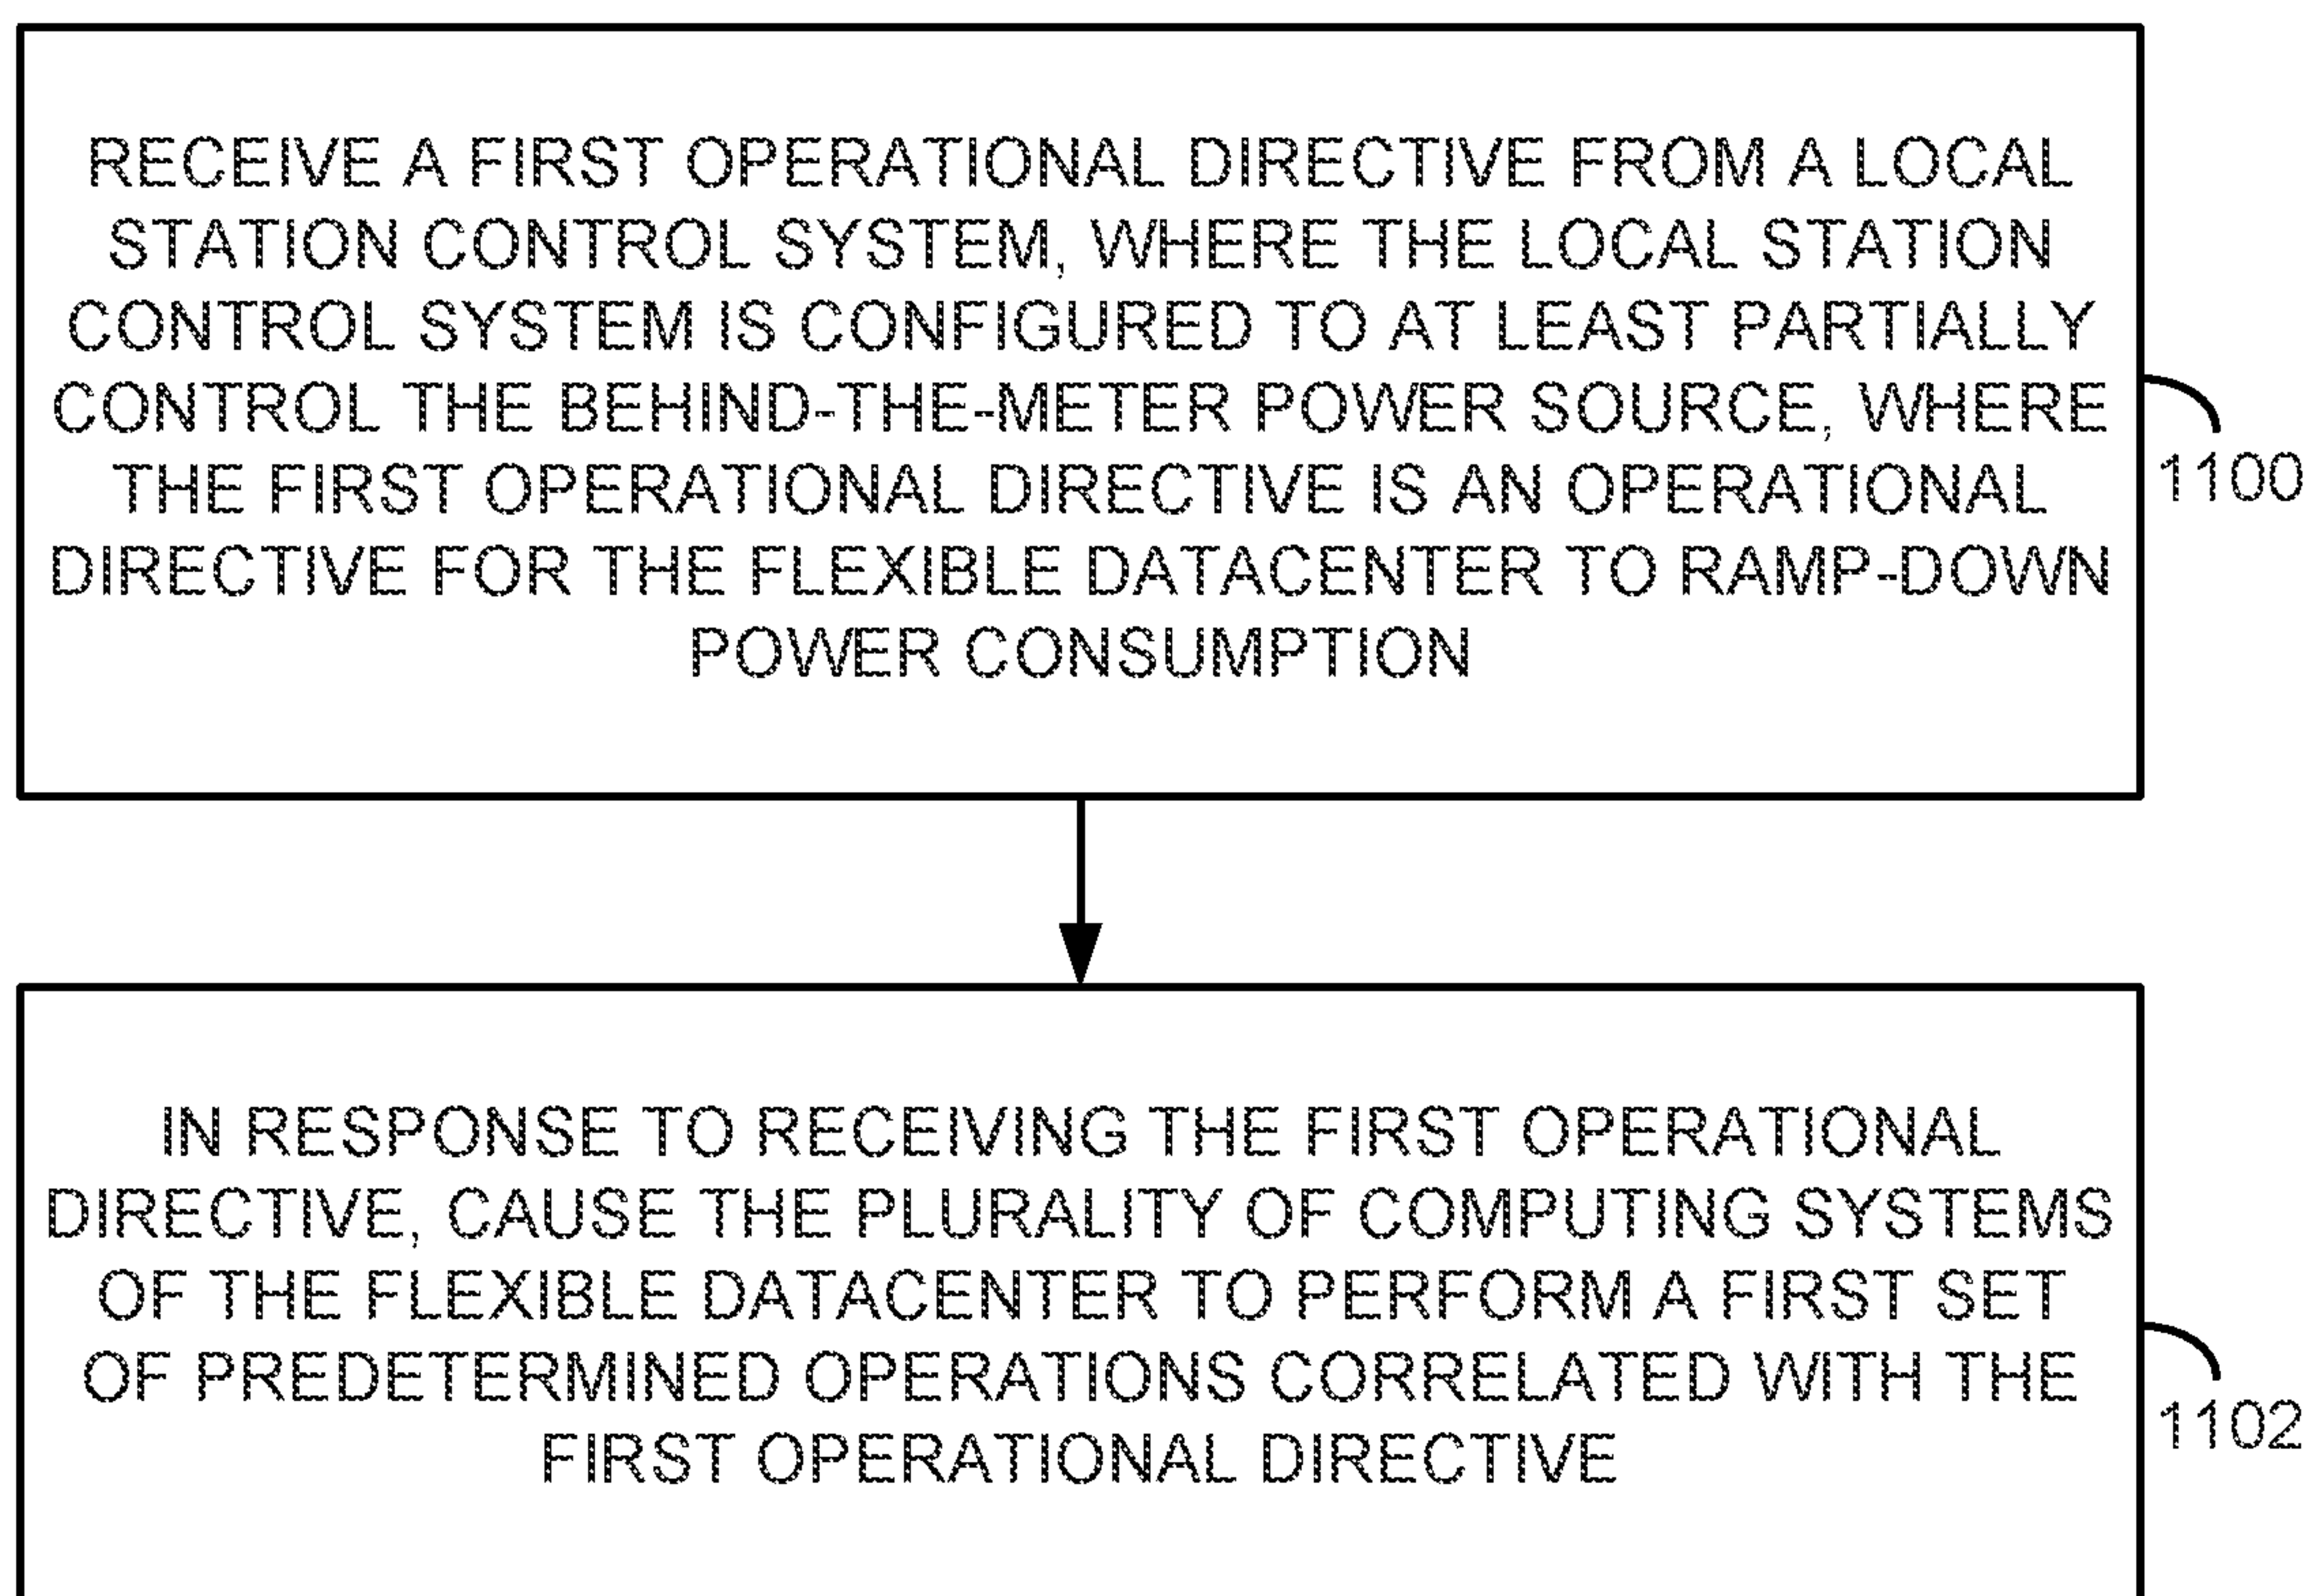 RECEIVE A FIRST OPERATIONAL DIRECTIVE FROM A LOCAL
STATION CONTROL SYSTEM, WHERE THE LOCAL STATION
CONTROL SYSTEM IS CONFIGURED TO AT LEAST PARTIALLY
CONTROL THE BEHIND-THE-METER POWER SOURCE, WHERE
THE FIRST OPERATIONAL DIRECTIVE IS AN OPERATIONAL
DIRECTIVE FOR THE FLEXIBLE DATACENTER TO RAMP-DOWN
POWER CONSUMPTION
1100
IN RESPONSE TO RECEIVING THE FIRST OPERATIONAL
DIRECTIVE, CAUSE THE PLURALITY OF COMPUTING SYSTEMS
OF THE FLEXIBLE DATACENTER TO PERFORM A FIRST SET
OF PREDETERMINED OPERATIONS CORRELATED WITH THE
FIRST OPERATIONAL DIRECTIVE
1102